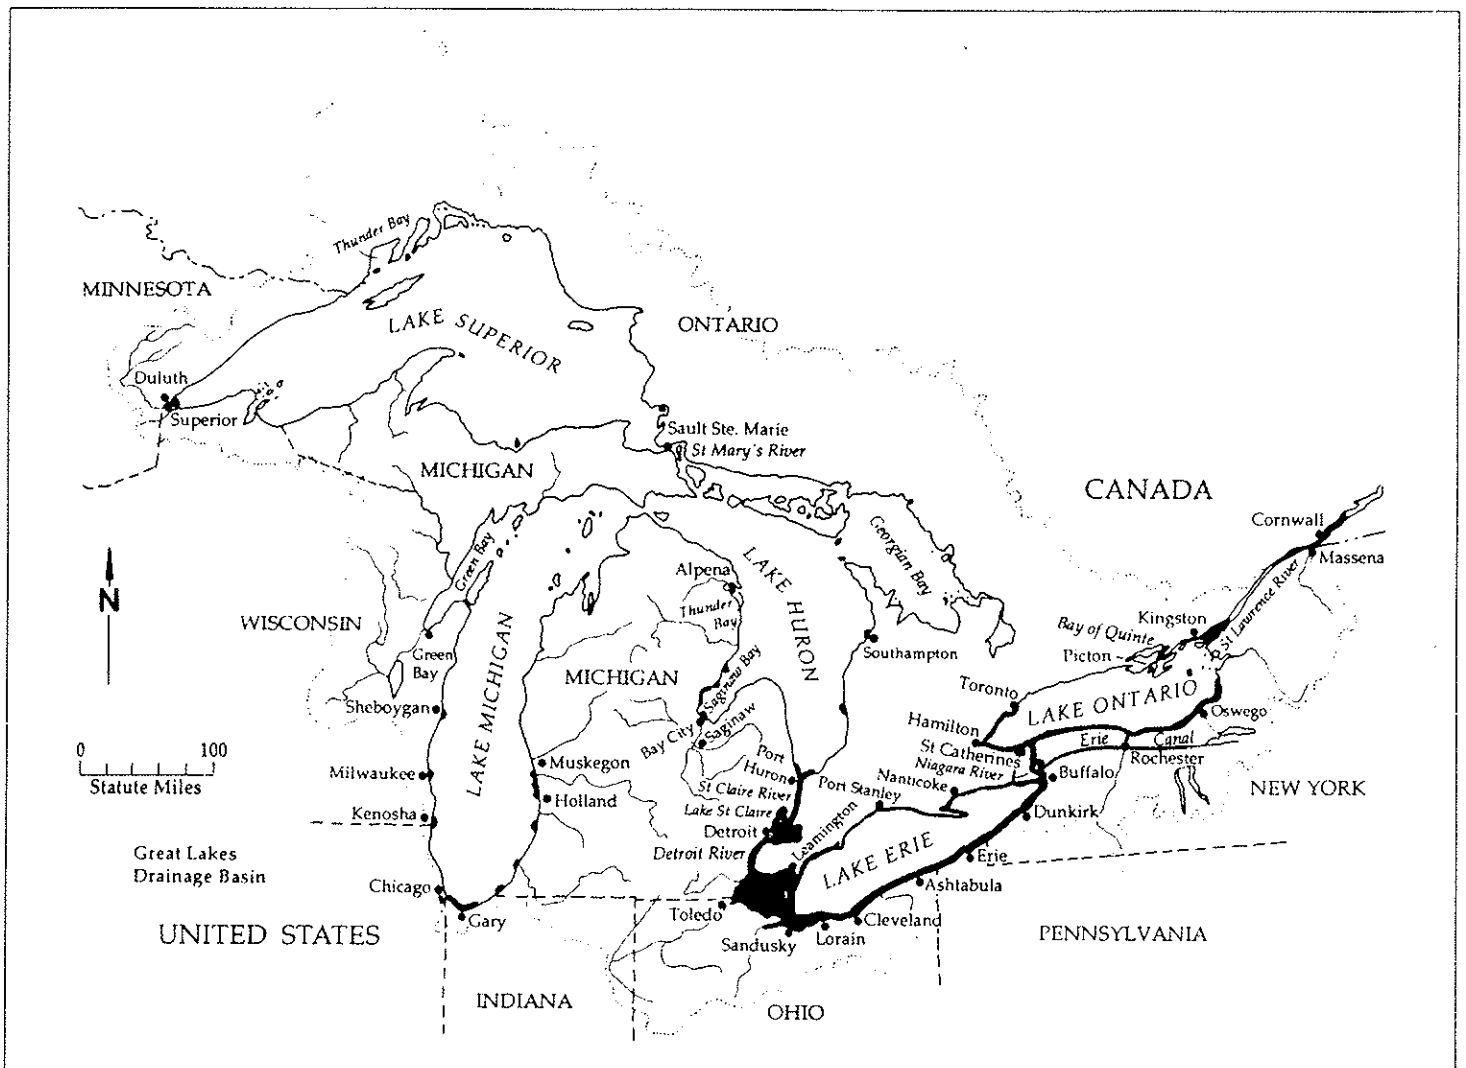 Thunder Bay
MINNESOTA
LAKE SUPERIOR
ONTARIO
Duluth
Superior
Sault Ste. Marie
St Mary's River
MICHIGAN
CANADA
Cornwall
Massena
Green Bay
Georgian Bay
LAKE HURON
Alpena
Thunder
Bay
N
WISCONSIN
Green
Bay
LAKE MICHIGAN
MICHIGAN
Saginaw Bay
Southampton
Kingston
St Lawrence River
Bay of Quinte
Picton
Toronto
LAKE ONTARIO
Sheboygan
Bay City
Saginaw
Hamilton
Oswego
Erie Canal
St Catherines
Rochester
Niagara River
0 100
Statute Miles
Milwaukee
Muskegon
Port
Huron
Port Stanley
Nanticoke
Buffalo
NEW YORK
St Claire River
Holland
Kenosha
Lake St Claire
Leamington
Dunkirk
Detroit
Detroit River
LAKE ERIE
Erie
Great Lakes
Drainage Basin
Chicago
Ashtabula
Gary
Toledo
Cleveland
Lorain
Sandusky
UNITED STATES
PENNSYLVANIA
INDIANA
OHIO